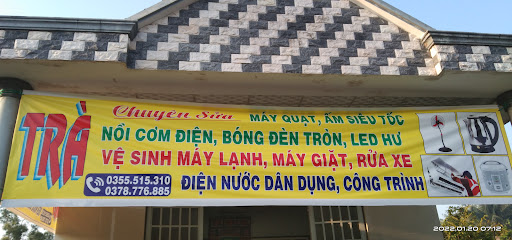 TRÀ
Chuyên Sửa MÁY QUẠT, ẤM SIÊU TỐC
NỒI CƠM ĐIỆN, BÓNG ĐÈN TRÒN, LED HƯ
VỆ SINH MÁY LẠNH, MÁY GIẶT, RỬA XE
0355.515.310
0378.776.885
ĐIỆN NƯỚC DÂN DỤNG, CÔNG TRÌNH
2022.01.20 07:12